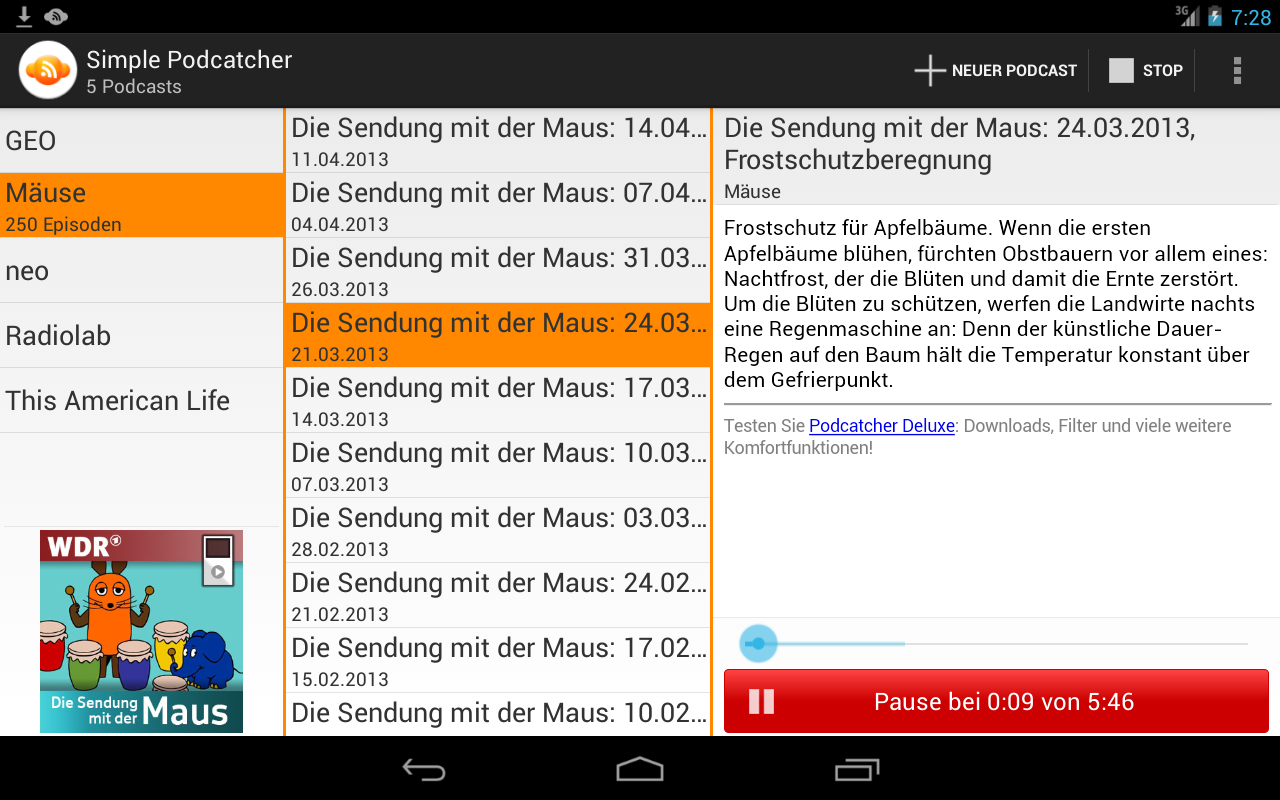 3G 7:28
Simple Podcatcher
5 Podcasts
NEUER PODCAST
STOP
GEO
Mäuse
250 Episoden
neo
Radiolab
This American Life
WDR
Die Sendung
mit der Maus
Die Sendung mit der Maus: 14.04...
11.04.2013
Die Sendung mit der Maus: 07.04...
04.04.2013
Die Sendung mit der Maus: 31.03...
26.03.2013
Die Sendung mit der Maus: 24.03...
21.03.2013
Die Sendung mit der Maus: 17.03...
14.03.2013
Die Sendung mit der Maus: 10.03...
07.03.2013
Die Sendung mit der Maus: 03.03...
28.02.2013
Die Sendung mit der Maus: 24.02...
21.02.2013
Die Sendung mit der Maus: 17.02...
15.02.2013
Die Sendung mit der Maus: 10.02...
Die Sendung mit der Maus: 24.03.2013,
Frostschutzberegnung
Mäuse
Frostschutz für Apfelbäume. Wenn die ersten
Apfelbäume blühen, fürchten Obstbauern vor allem eines:
Nachtfrost, der die Blüten und damit die Ernte zerstört.
Um die Blüten zu schützen, werfen die Landwirte nachts
eine Regenmaschine an: Denn der künstliche Dauer-
Regen auf den Baum hält die Temperatur konstant über
dem Gefrierpunkt.
Testen Sie Podcatcher Deluxe: Downloads, Filter und viele weitere
Komfortfunktionen!
Pause bei 0:09 von 5:46